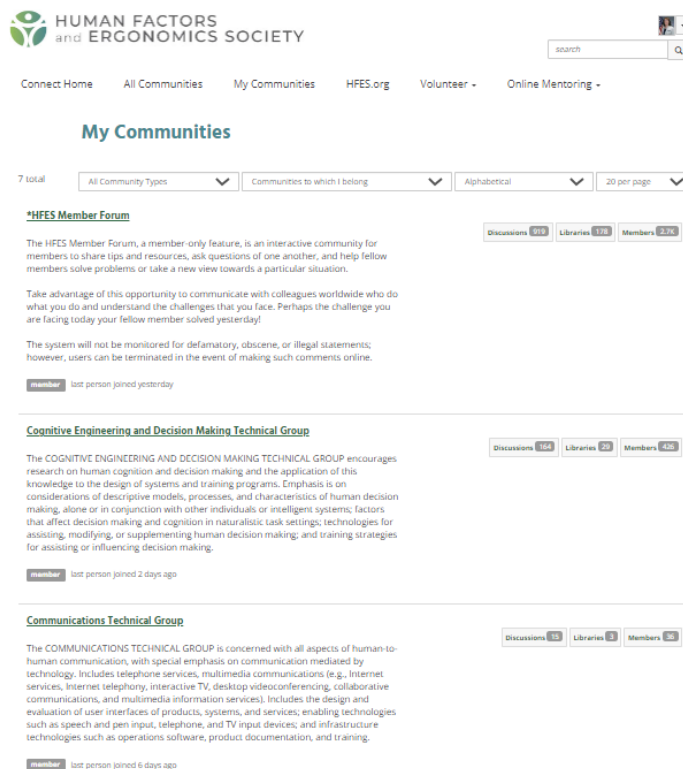 HUMAN FACTORS
and ERGONOMICS SOCIETY
search
Connect Home All Communities My Communities HFES.org Volunteer Online Mentoring
My Communities
7 total All Community Types Communities to which I belong Alphabetical 20 per page
*HFES Member Forum
Discussions 919 Libraries 178 Members 2.7K
The HFES Member Forum, a member-only feature, is an interactive community for
members to share tips and resources, ask questions of one another, and help fellow
members solve problems or take a new view towards a particular situation.
Take advantage of this opportunity to communicate with colleagues worldwide who do
what you do and understand the challenges that you face. Perhaps the challenge you
are facing today your fellow member solved yesterday!
The system will not be monitored for defamatory, obscene, or illegal statements;
however, users can be terminated in the event of making such comments online.
member last person joined yesterday
Cognitive Engineering and Decision Making Technical Group
Discussions 164 Libraries 29 Members 426
The COGNITIVE ENGINEERING AND DECISION MAKING TECHNICAL GROUP encourages
research on human cognition and decision making and the application of this
knowledge to the design of systems and training programs. Emphasis is on
considerations of descriptive models, processes, and characteristics of human decision
making, alone or in conjunction with other individuals or intelligent systems; factors
that affect decision making and cognition in naturalistic task settings; technologies for
assisting, modifying, or supplementing human decision making; and training strategies
for assisting or influencing decision making.
member last person joined 2 days ago
Communications Technical Group
Discussions 15 Libraries 3 Members 36
The COMMUNICATIONS TECHNICAL GROUP is concerned with all aspects of human-to-
human communication, with special emphasis on communication mediated by
technology. Includes telephone services, multimedia communications (e.g., Internet
services, Internet telephony, interactive TV, desktop videoconferencing, collaborative
communications, and multimedia information services). Includes the design and
evaluation of user interfaces of products, systems, and services; enabling technologies
such as speech and pen input, telephone, and TV input devices; and infrastructure
technologies such as operations software, product documentation, and training.
member last person joined 6 days ago